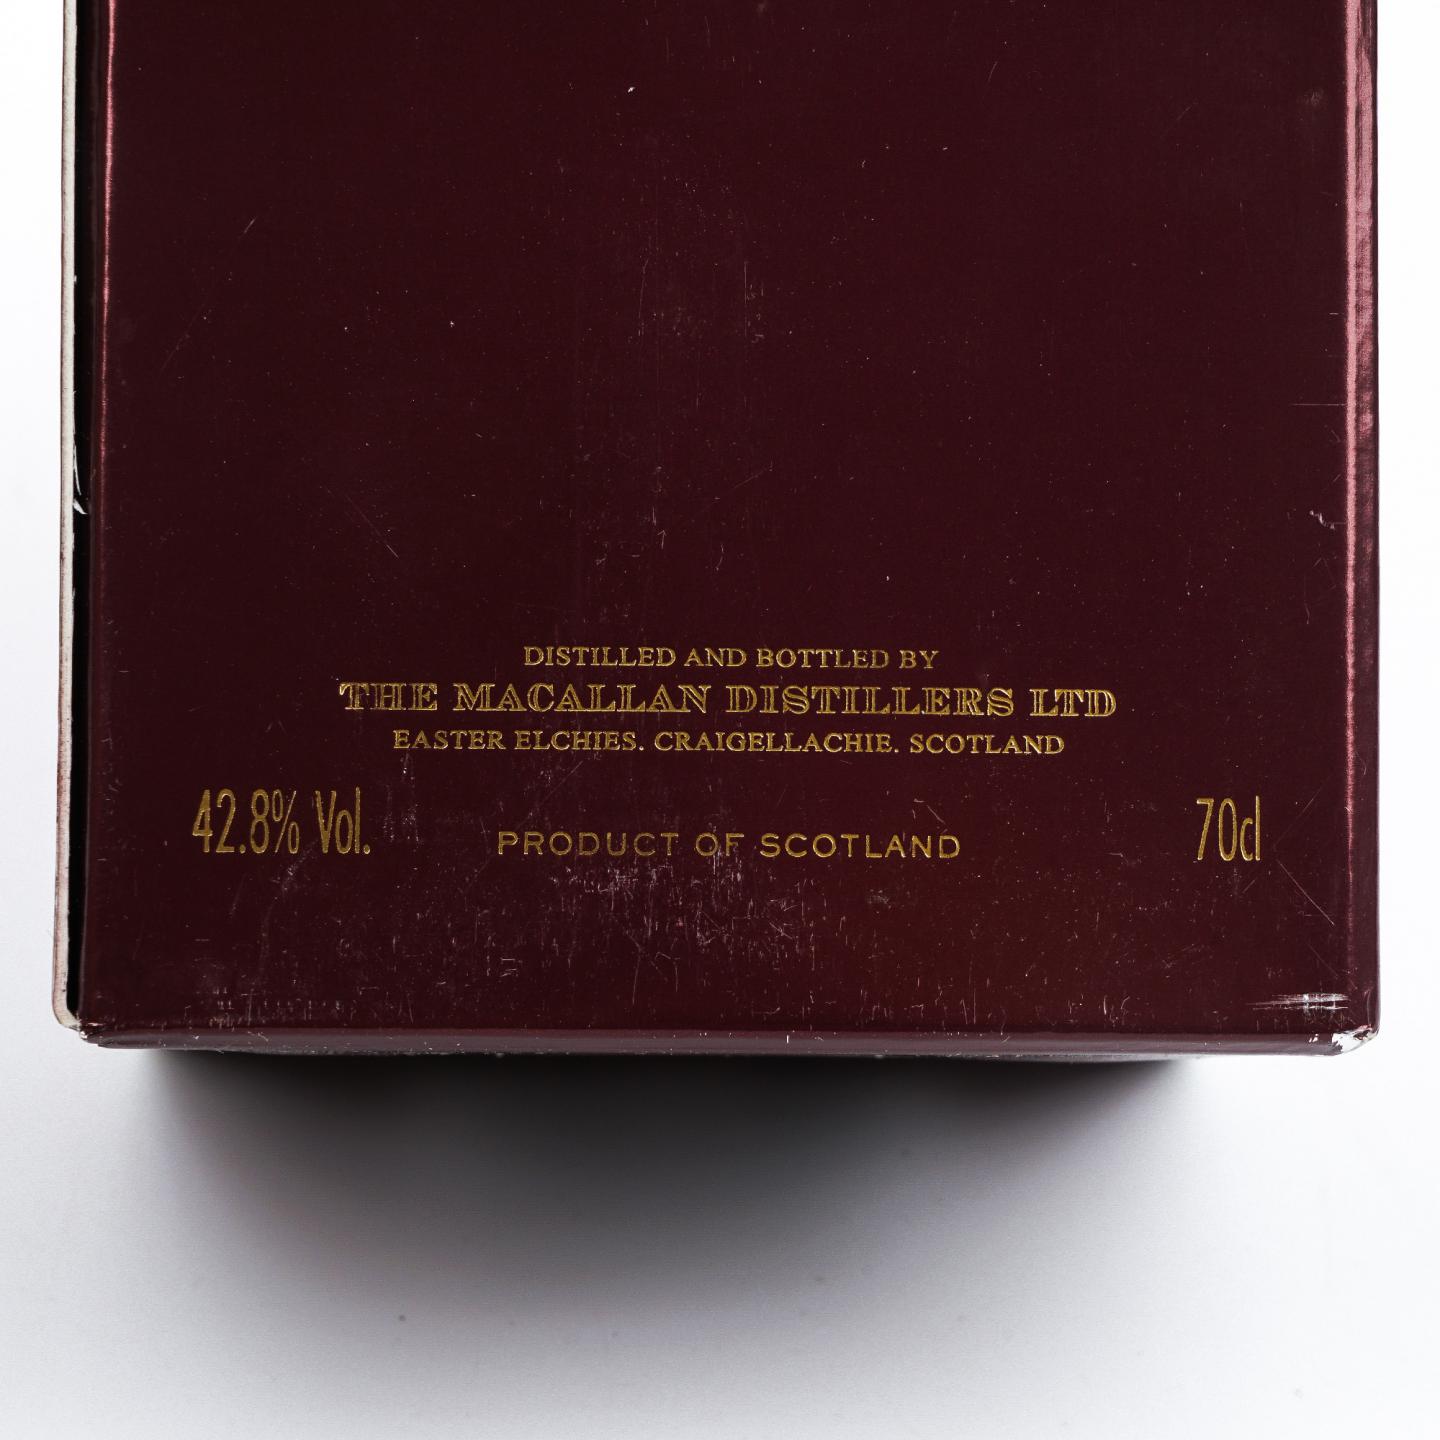 DISTILLED AND BOTTLED BY
THE MACALLAN DISTILLERS LTD
EASTER ELCHIES. CRAIGELLACHIE. SCOTLAND
42.8% Vol. PRODUCT OF SCOTLAND 70cl